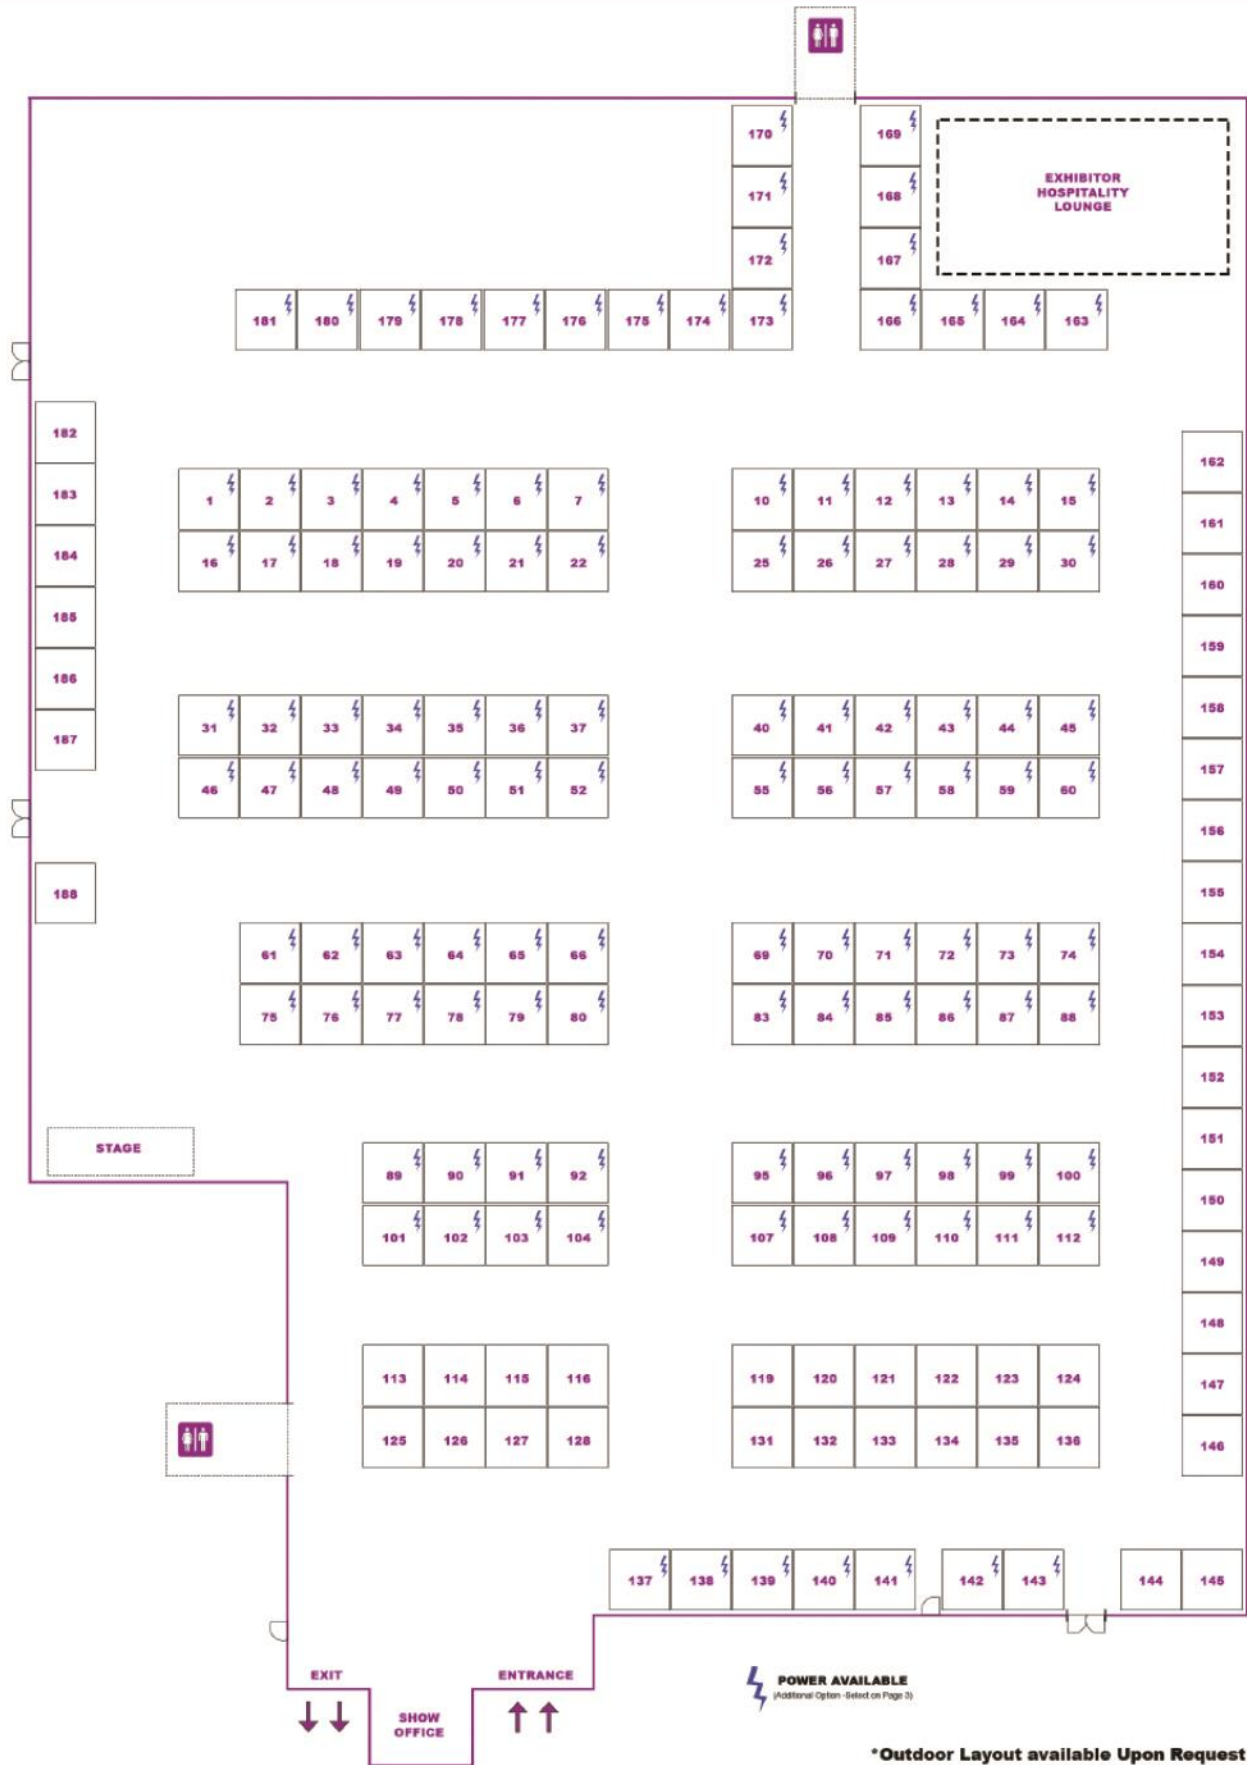 170 169
EXHIBITOR
HOSPITALITY
LOUNGE
171 168
172 167
181 180 179 178 177 176 175 174 173 166 165 164 163
182
162
183
1 2 3 4 5 6 7 10 11 12 13 14 15
161
184
16 17 18 19 20 21 22 25 26 27 28 29 30
160
185
159
186
158
31 32 33 34 35 36 37 40 41 42 43 44 45
187
157
46 47 48 49 50 51 52 55 56 57 58 59 60
156
188
155
61 62 63 64 65 66 69 70 71 72 73 74
154
75 76 77 78 79 80 83 84 85 86 87 88
153
152
STAGE
151
89 90 91 92 95 96 97 98 99 100
150
101 102 103 104 107 108 109 110 111 112
149
148
113 114 115 116 119 120 121 122 123 124
147
125 126 127 128 131 132 133 134 135 136
146
137 138 139 140 141 142 143 144 145
EXIT
ENTRANCE
SHOW
OFFICE
POWER AVAILABLE
(Additional Option -Select on Page 3)
*Outdoor Layout available Upon Request